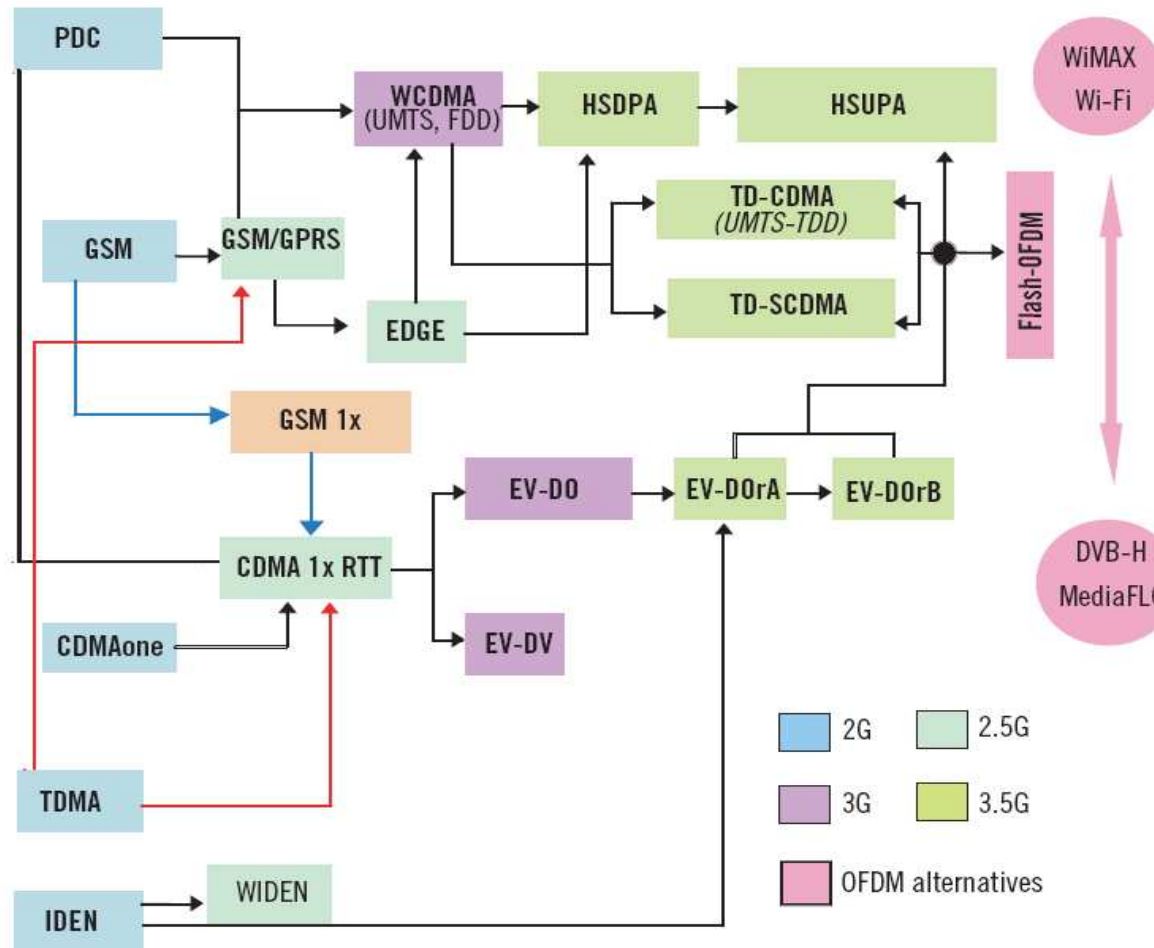 PDC
WiMAX
Wi-Fi
WCDMA
(UMTS, FDD)
HSDPA
HSUPA
TD-CDMA
(UMTS-TDD)
GSM
GSM/GPRS
Flash-OFDM
TD-SCDMA
EDGE
GSM 1x
EV-DO
EV-DOrA
EV-DOrB
CDMA 1x RTT
DVB-H
MediaFLO
CDMAone
EV-DV
2G
2.5G
TDMA
3G
3.5G
WIDEN
OFDM alternatives
IDEN